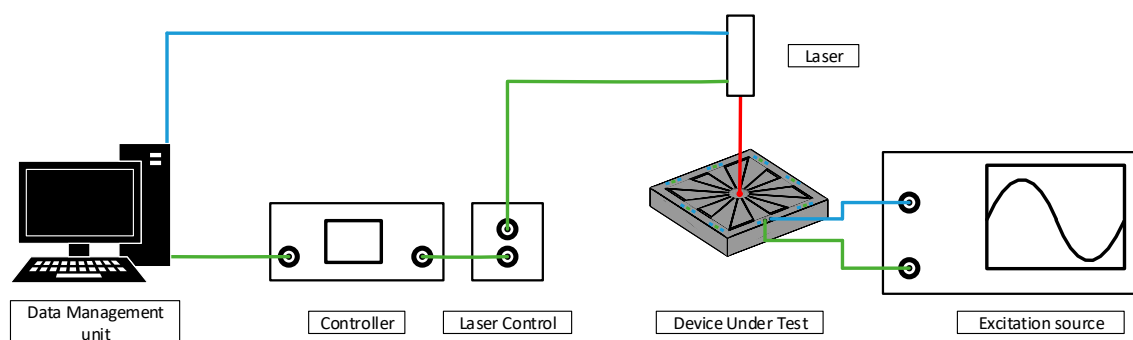 Laser
Data Management
unit
Controller
Laser Control
Device Under Test
Excitation source